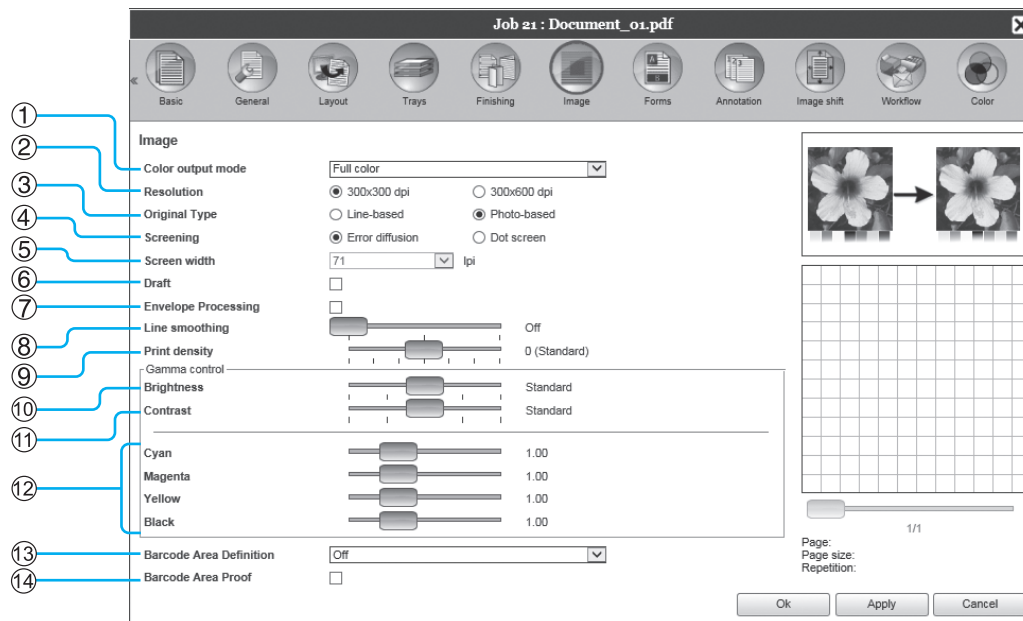 Job 21 : Document_01.pdf
«
Basic General Layout Trays Finishing Image Forms Annotation Image shift Workflow Color
Image
① Color output mode Full color
② Resolution 300x300 dpi 300x600 dpi
③ Original Type Line-based Photo-based
④ Screening Error diffusion Dot screen
⑤ Screen width 71 lpi
⑥ Draft
⑦ Envelope Processing
⑧ Line smoothing Off
⑨ Print density 0 (Standard)
Gamma control
⑩ Brightness Standard
⑪ Contrast Standard
⑫ Cyan 1.00
Magenta 1.00
Yellow 1.00
Black 1.00
⑬ Barcode Area Definition Off
⑭ Barcode Area Proof
1/1
Page:
Page size:
Repetition:
Ok Apply Cancel